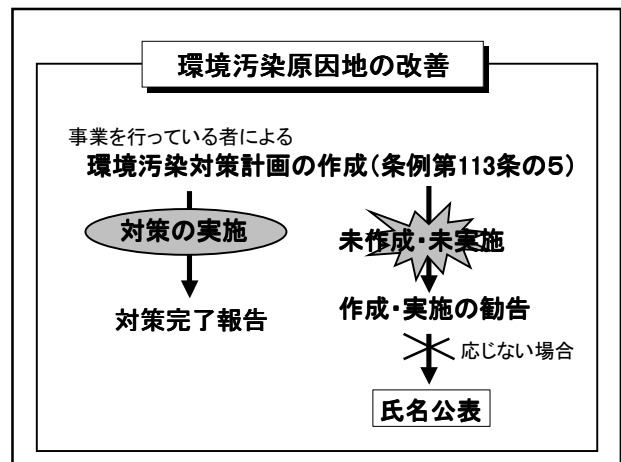 環境汚染原因地の改善
事業を行っている者による
環境汚染対策計画の作成(条例第113条の5)
対策の実施
未作成・未実施
対策完了報告
作成・実施の勧告
応じない場合
氏名公表